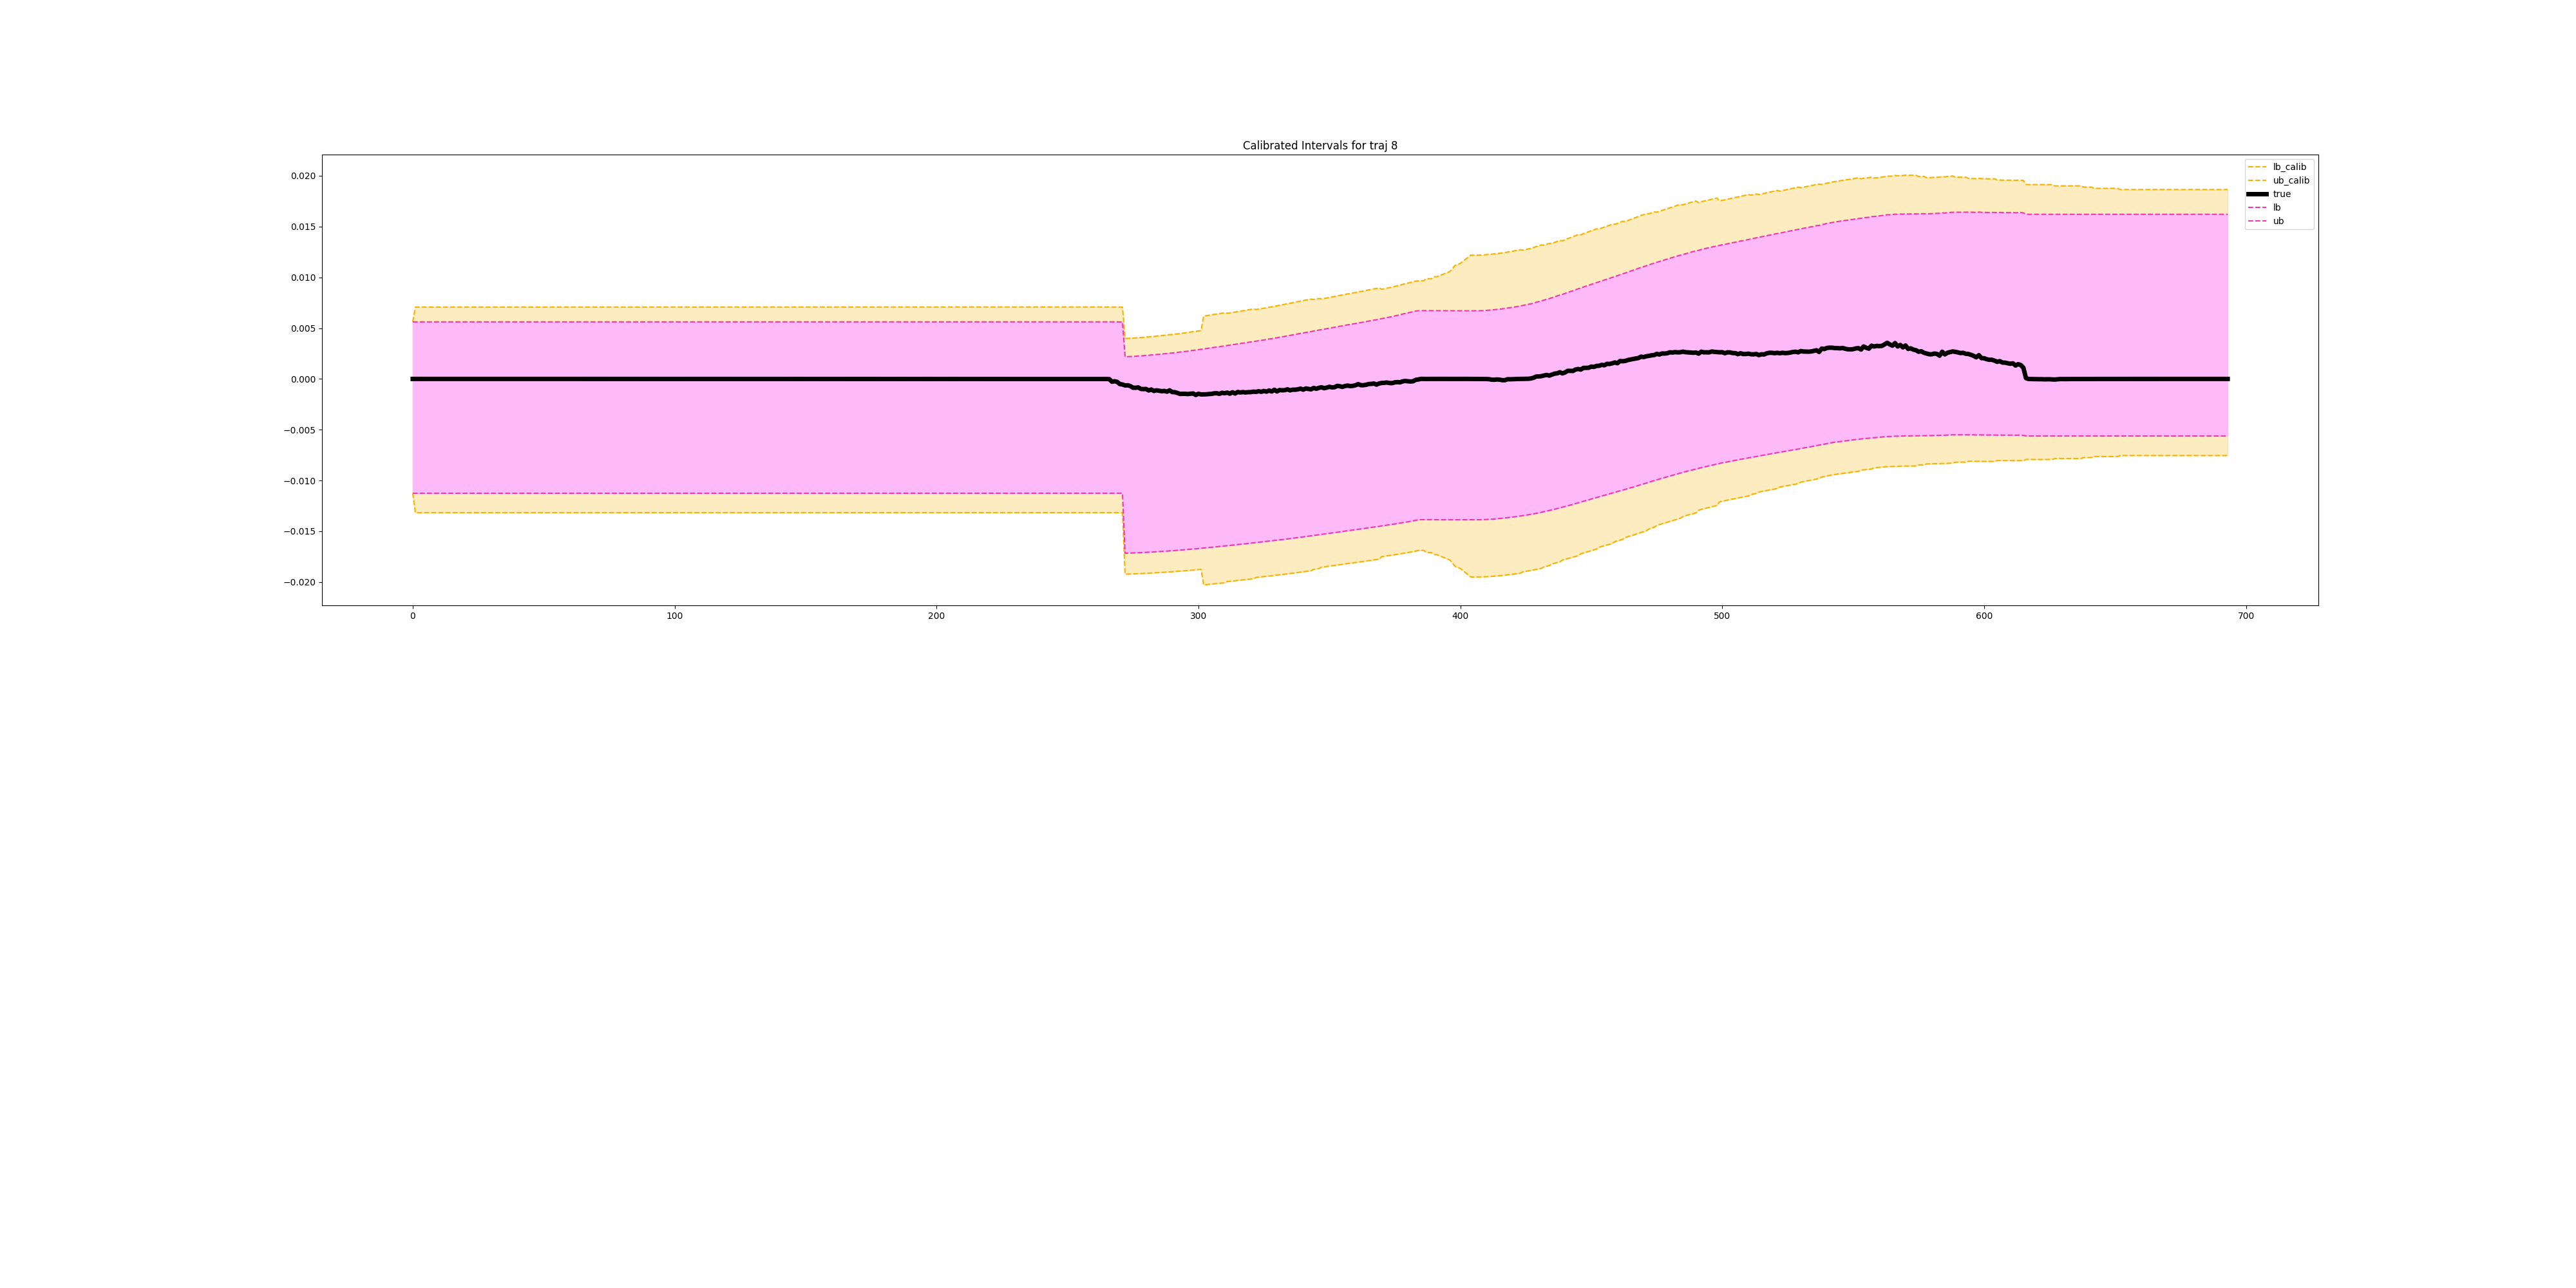 Calibrated Intervals for traj 8
0.020
0.015
0.010
0.005
0.000
−0.005
−0.010
−0.015
−0.020
0 100 200 300 400 500 600 700
lb_calib
ub_calib
true
lb
ub